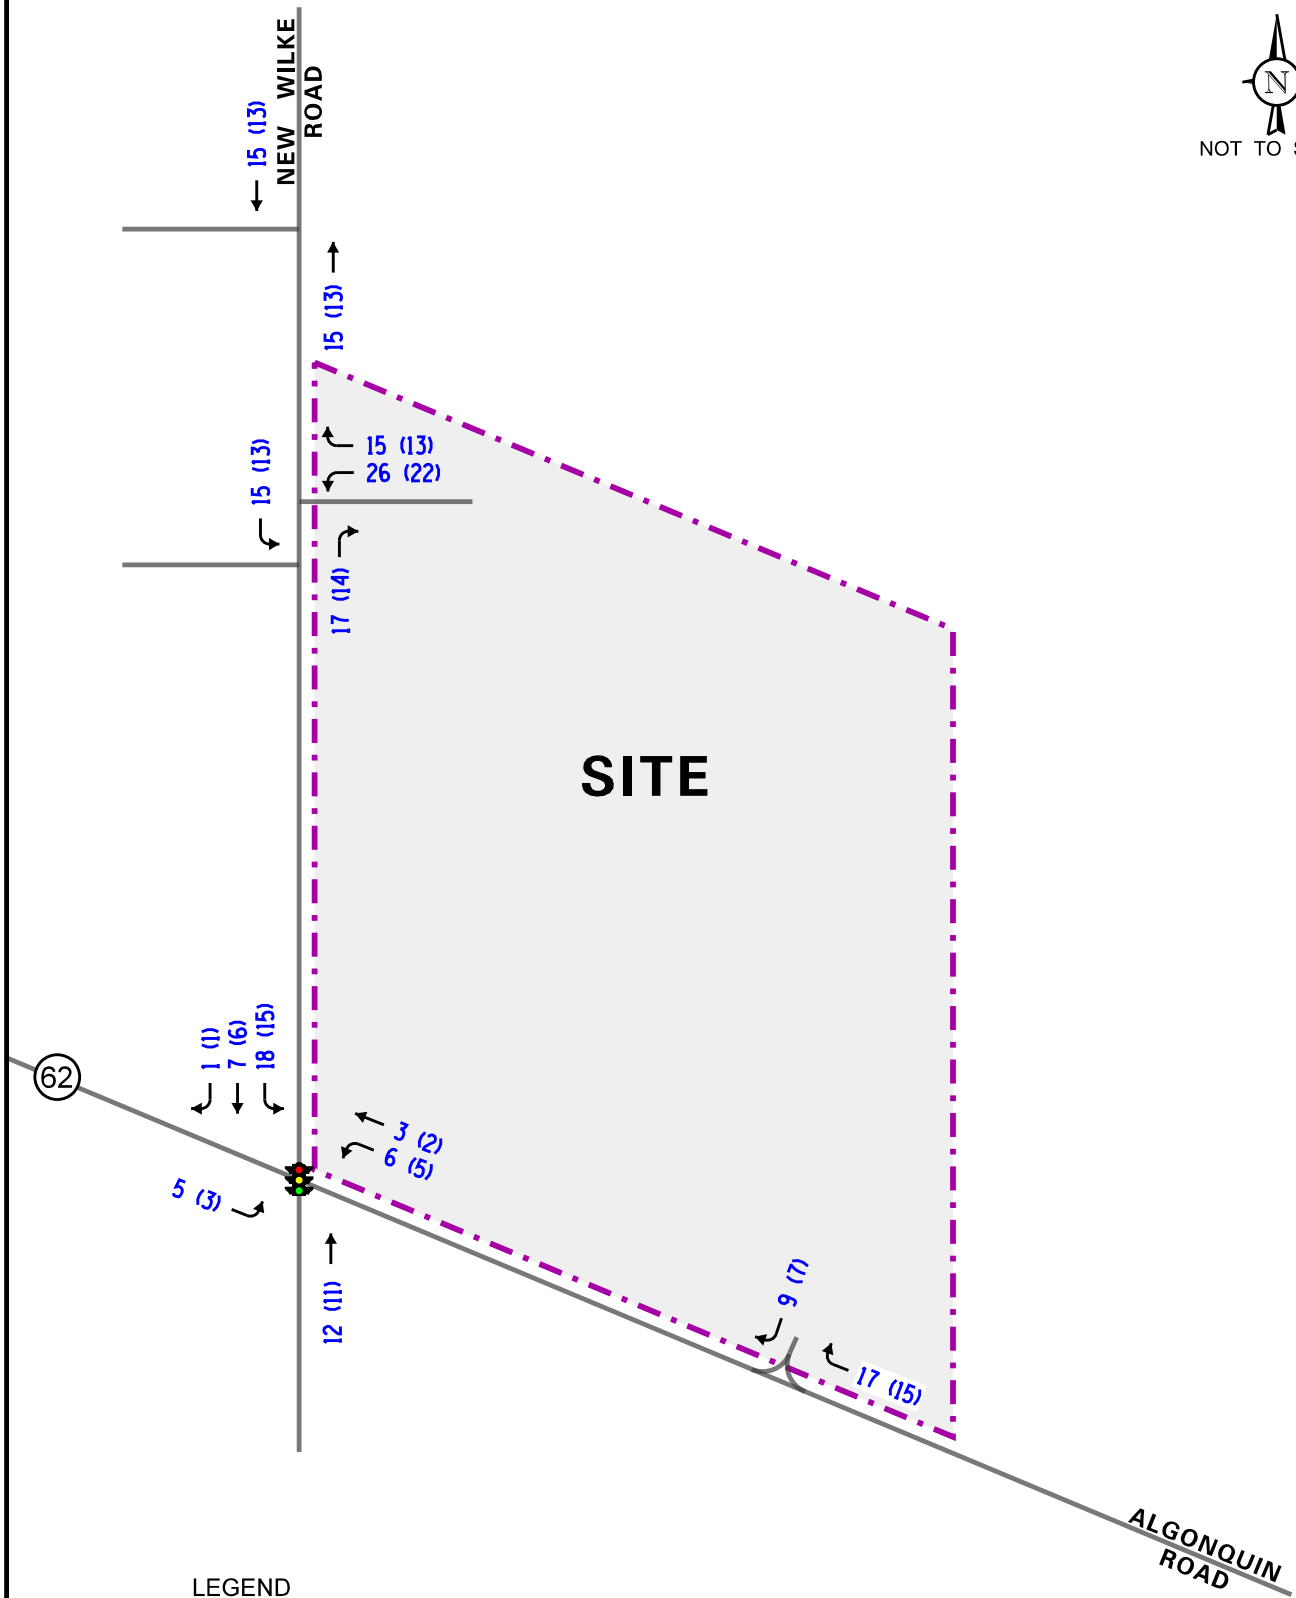 NEW WILKE
ROAD
N
NOT TO S
15 (13)
15 (13)
15 (13)
26 (22)
15 (13)
17 (14)
SITE
1 (1)
7 (6)
18 (15)
62
3 (2)
6 (5)
5 (3)
12 (11)
9 (7)
17 (15)
ALGONQUIN
ROAD
LEGEND